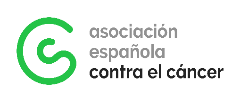 asociación
española
contra el cáncer